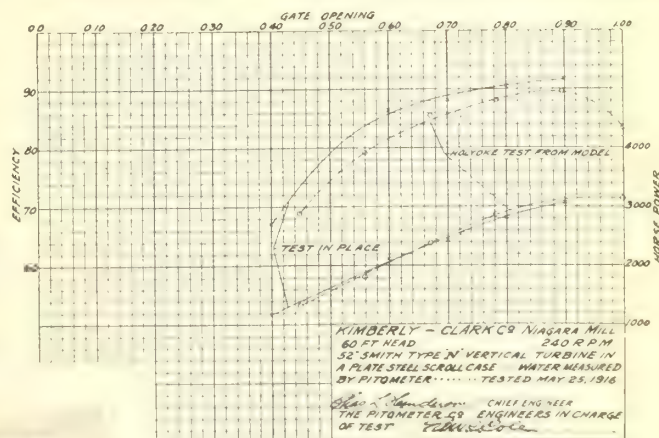 GATE OPENING
0.0 0.10 0.20 0.30 0.40 0.50 0.60 0.70 0.80 0.90 1.00
EFFICIENCY
90
80
70
60
HORSE POWER
4000
3000
2000
1000
HOLYOKE TEST FROM MODEL
TEST IN PLACE
KIMBERLY - CLARK CO NIAGARA MILL
60 FT HEAD 240 R P M
52" SMITH TYPE "N" VERTICAL TURBINE IN
A PLATE STEEL SCROLL CASE WATER MEASURED
BY PITOMETER ······ TESTED MAY 25, 1916
CHIEF ENGINEER
THE PITOMETER CO ENGINEERS IN CHARGE
OF TEST